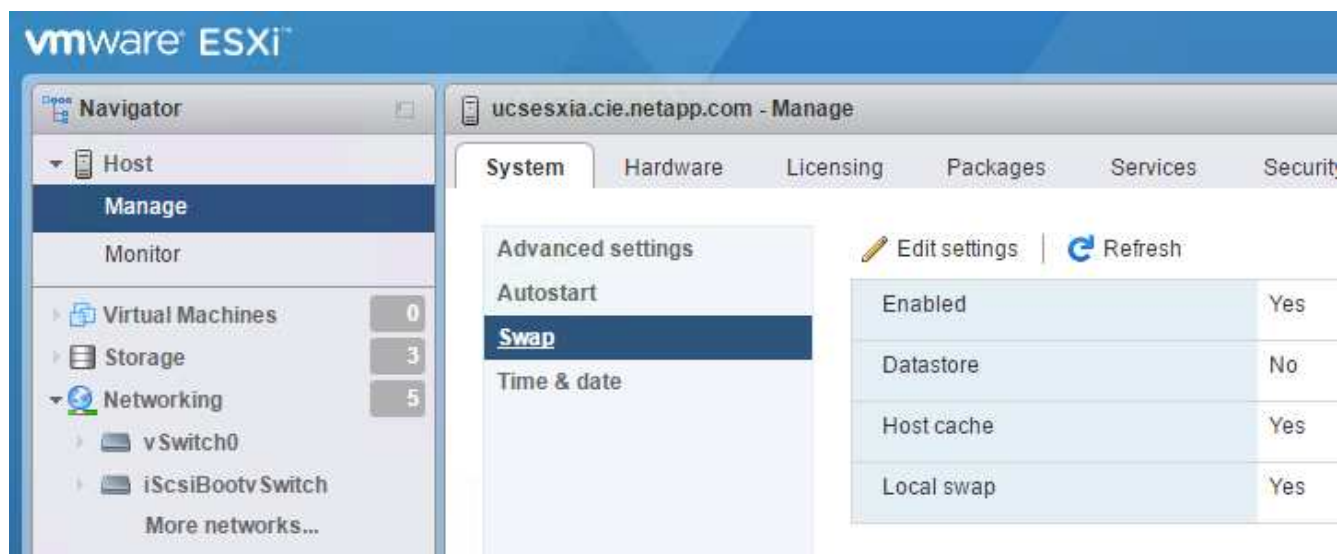 vmware ESXi™
Navigator
Host
Manage
Monitor
Virtual Machines 0
Storage 3
Networking 5
vSwitch0
iScsiBootvSwitch
More networks...
ucsesxia.cie.netapp.com - Manage
System Hardware Licensing Packages Services Security
Advanced settings
Autostart
Swap
Time & date
Edit settings | Refresh
Enabled Yes
Datastore No
Host cache Yes
Local swap Yes